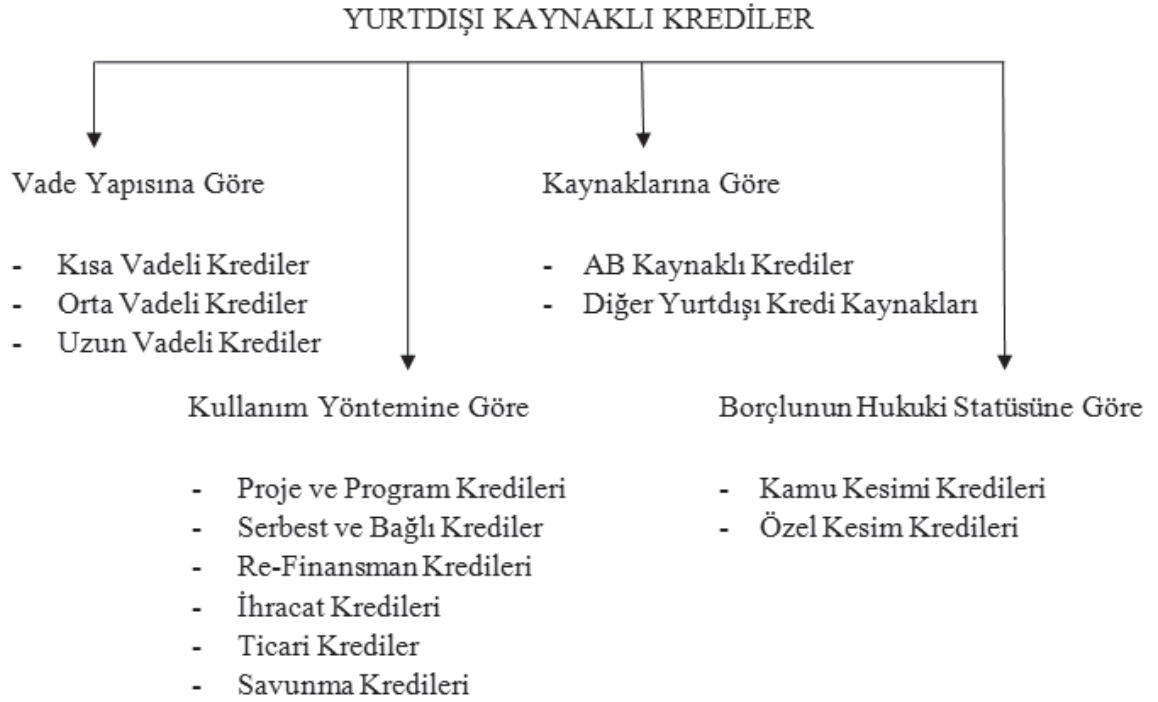 YURTDIŞI KAYNAKLI KREDİLER
Vade Yapısına Göre
- Kısa Vadeli Krediler
- Orta Vadeli Krediler
- Uzun Vadeli Krediler
Kaynaklarına Göre
- AB Kaynaklı Krediler
- Diğer Yurtdışı Kredi Kaynakları
Kullanım Yöntemine Göre
- Proje ve Program Kredileri
- Serbest ve Bağlı Krediler
- Re-Finansman Kredileri
- İhracat Kredileri
- Ticari Krediler
- Savunma Kredileri
Borçlunun Hukuki Statüsüne Göre
- Kamu Kesimi Kredileri
- Özel Kesim Kredileri